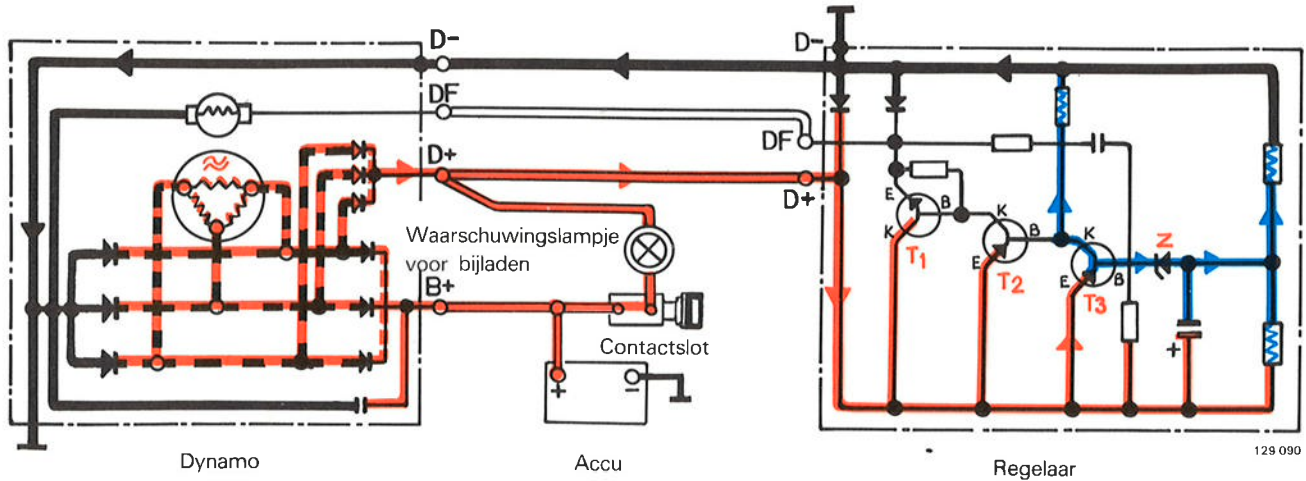 D-
DF
D+
Waarschuwingslampje
voor bijladen
B+
Contactslot
+
-
Dynamo
Accu
D-
DF
D+
E
K
B
T1
K
B
E
T2
K
E
B
T3
Z
+
Regelaar
129 090